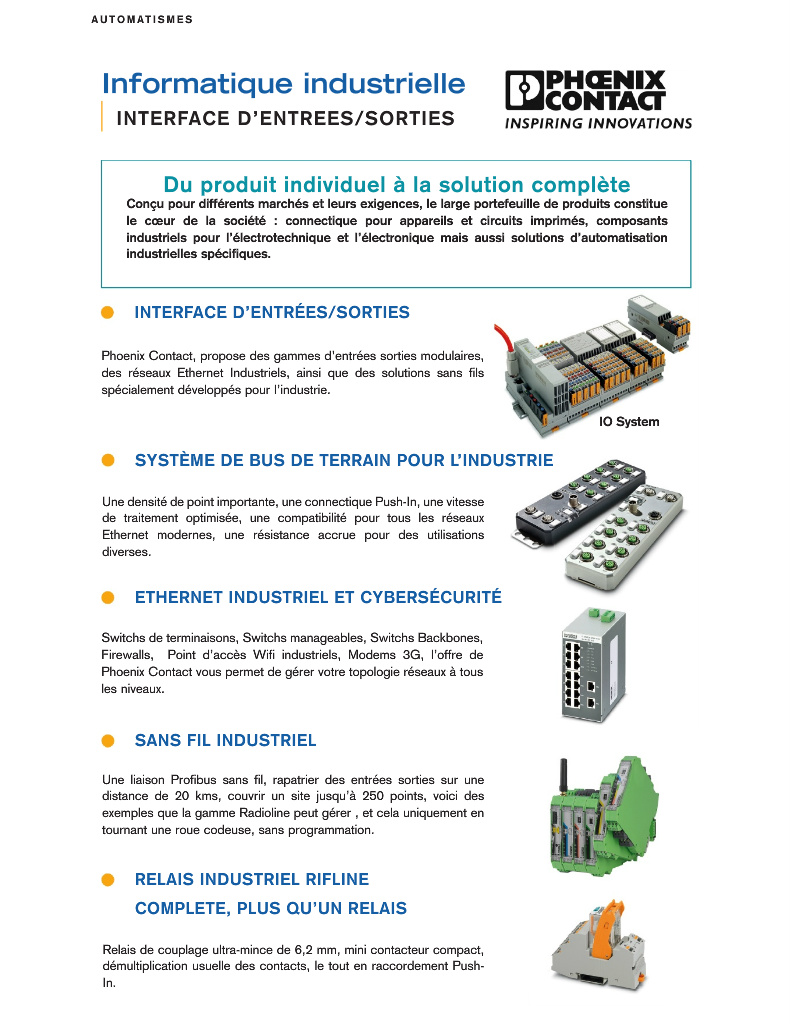 AUTOMATISMES
Informatique industrielle
INTERFACE D'ENTREES/SORTIES
PHŒNIX
CONTACT
INSPIRING INNOVATIONS
Du produit individuel à la solution complète
Conçu pour différents marchés et leurs exigences, le large portefeuille de produits constitue
le cœur de la société : connectique pour appareils et circuits imprimés, composants
industriels pour l'électrotechnique et l'électronique mais aussi solutions d'automatisation
industrielles spécifiques.
INTERFACE D'ENTRÉES/SORTIES
Phoenix Contact, propose des gammes d'entrées sorties modulaires,
des réseaux Ethernet Industriels, ainsi que des solutions sans fils
spécialement développés pour l'industrie.
IO System
SYSTÈME DE BUS DE TERRAIN POUR L'INDUSTRIE
Une densité de point importante, une connectique Push-In, une vitesse
de traitement optimisée, une compatibilité pour tous les réseaux
Ethernet modernes, une résistance accrue pour des utilisations
diverses.
ETHERNET INDUSTRIEL ET CYBERSÉCURITÉ
Switchs de terminaisons, Switchs manageables, Switchs Backbones,
Firewalls, Point d'accès Wifi industriels, Modems 3G, l'offre de
Phoenix Contact vous permet de gérer votre topologie réseaux à tous
les niveaux.
SANS FIL INDUSTRIEL
Une liaison Profibus sans fil, rapatrier des entrées sorties sur une
distance de 20 kms, couvrir un site jusqu'à 250 points, voici des
exemples que la gamme Radioline peut gérer , et cela uniquement en
tournant une roue codeuse, sans programmation.
RELAIS INDUSTRIEL RIFLINE
COMPLETE, PLUS QU'UN RELAIS
Relais de couplage ultra-mince de 6,2 mm, mini contacteur compact,
démultiplication usuelle des contacts, le tout en raccordement Push-
In.